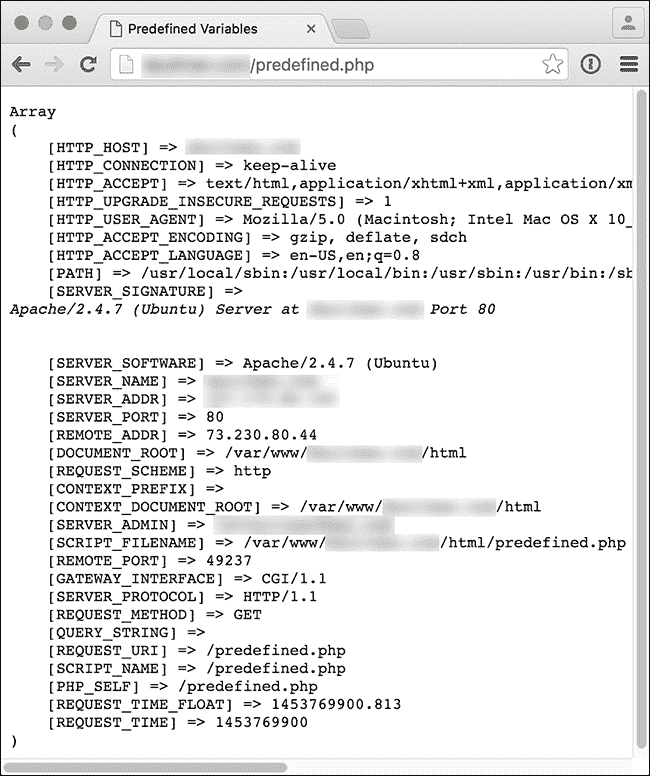 Predefined Variables
/predefined.php
Array
(
[HTTP_HOST] =>
[HTTP_CONNECTION] => keep-alive
[HTTP_ACCEPT] => text/html,application/xhtml+xml,application/xm
[HTTP_UPGRADE_INSECURE_REQUESTS] => 1
[HTTP_USER_AGENT] => Mozilla/5.0 (Macintosh; Intel Mac OS X 10_
[HTTP_ACCEPT_ENCODING] => gzip, deflate, sdch
[HTTP_ACCEPT_LANGUAGE] => en-US,en;q=0.8
[PATH] => /usr/local/sbin:/usr/local/bin:/usr/sbin:/usr/bin:/sb
[SERVER_SIGNATURE] =>
Apache/2.4.7 (Ubuntu) Server at Port 80
[SERVER_SOFTWARE] => Apache/2.4.7 (Ubuntu)
[SERVER_NAME] =>
[SERVER_ADDR] =>
[SERVER_PORT] => 80
[REMOTE_ADDR] => 73.230.80.44
[DOCUMENT_ROOT] => /var/www/ /html
[REQUEST_SCHEME] => http
[CONTEXT_PREFIX] =>
[CONTEXT_DOCUMENT_ROOT] => /var/www/ /html
[SERVER_ADMIN] =>
[SCRIPT_FILENAME] => /var/www/ /html/predefined.php
[REMOTE_PORT] => 49237
[GATEWAY_INTERFACE] => CGI/1.1
[SERVER_PROTOCOL] => HTTP/1.1
[REQUEST_METHOD] => GET
[QUERY_STRING] =>
[REQUEST_URI] => /predefined.php
[SCRIPT_NAME] => /predefined.php
[PHP_SELF] => /predefined.php
[REQUEST_TIME_FLOAT] => 1453769900.813
[REQUEST_TIME] => 1453769900
)